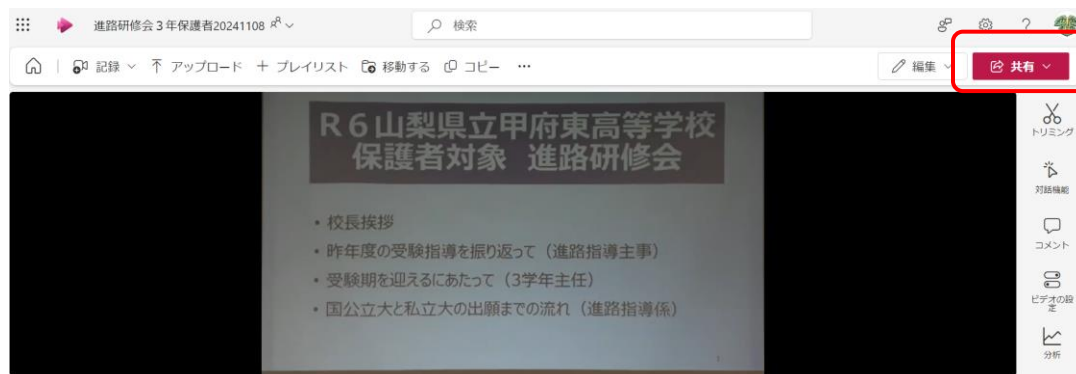 進路研修会３年保護者20241108
検索
記録
アップロード
プレイリスト
移動する
コピー
編集
共有
R６山梨県立甲府東高等学校
保護者対象 進路研修会
・校長挨拶
・昨年度の受験指導を振り返って（進路指導主事）
・受験期を迎えるにあたって（3学年主任）
・国公立大と私立大の出願までの流れ（進路指導係）
トリミング
対話機能
コメント
ビデオの設
定
分析